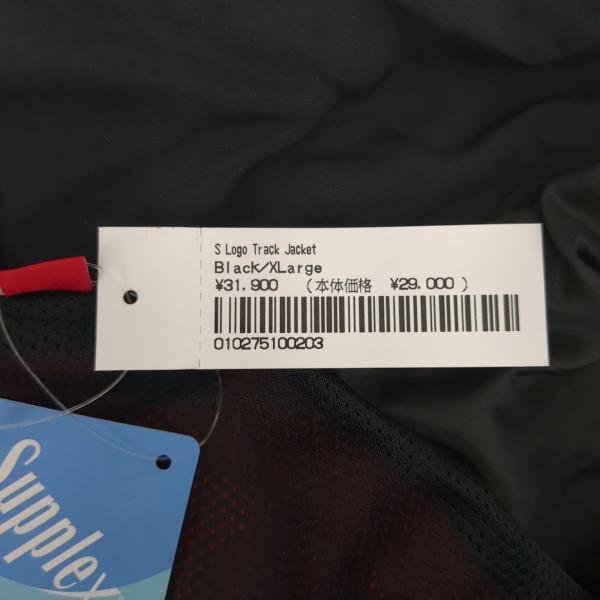 S Logo Track Jacket
Black/XLarge
¥31.900 (本体価格 ¥29.000 )
010275100203
Supplex